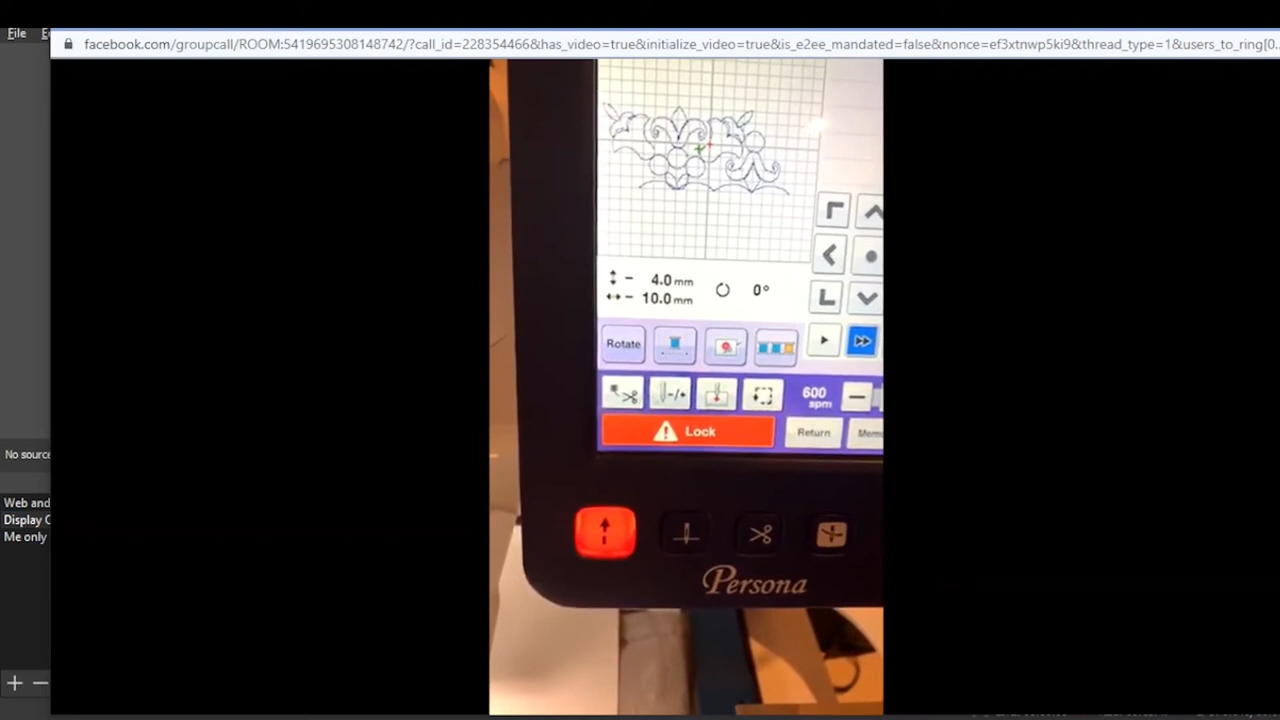 File
facebook.com/groupcall/ROOM:5419695308148742/?call_id=228354466&has_video=true&initialize_video=true&is_e2ee_mandated=false&nonce=ef3xtnwp5ki9&thread_type=1&users_to_ring[0...
4.0 mm
10.0 mm
0°
Rotate
-/+
600
spm
Lock
Return
No source
Web and
Display C
Me only
Persona